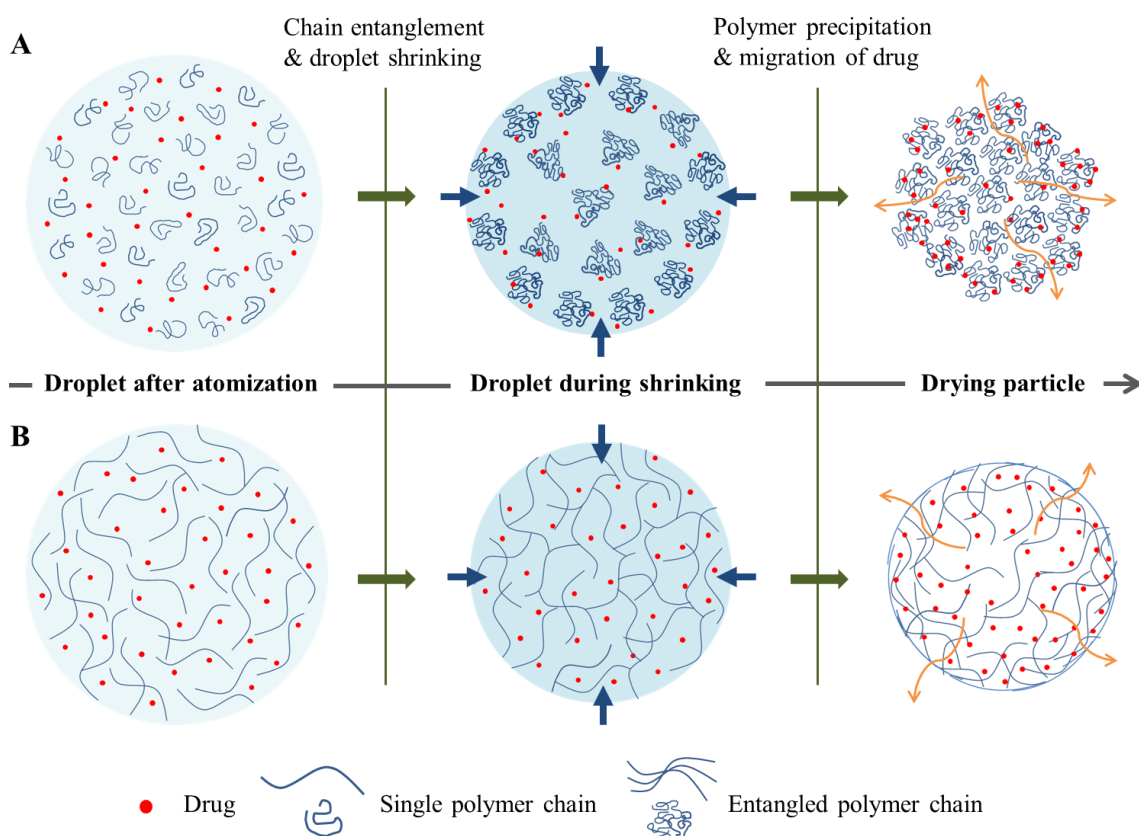 A
Chain entanglement
& droplet shrinking
Polymer precipitation
& migration of drug
Droplet after atomization
Droplet during shrinking
Drying particle
B
Drug
Single polymer chain
Entangled polymer chain